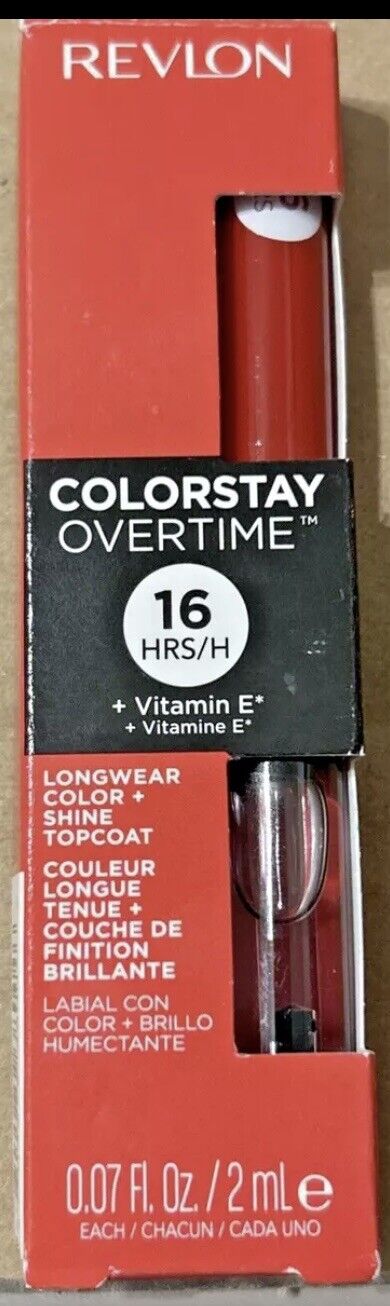 REVLON
COLORSTAY
OVERTIME™
16
HRS/H
+ Vitamin E*
+ Vitamine E*
LONGWEAR
COLOR +
SHINE
TOPCOAT
COULEUR
LONGUE
TENUE +
COUCHE DE
FINITION
BRILLANTE
LABIAL CON
COLOR + BRILLO
HUMECTANTE
0.07 Fl. Oz. / 2 mL e
EACH / CHACUN / CADA UNO